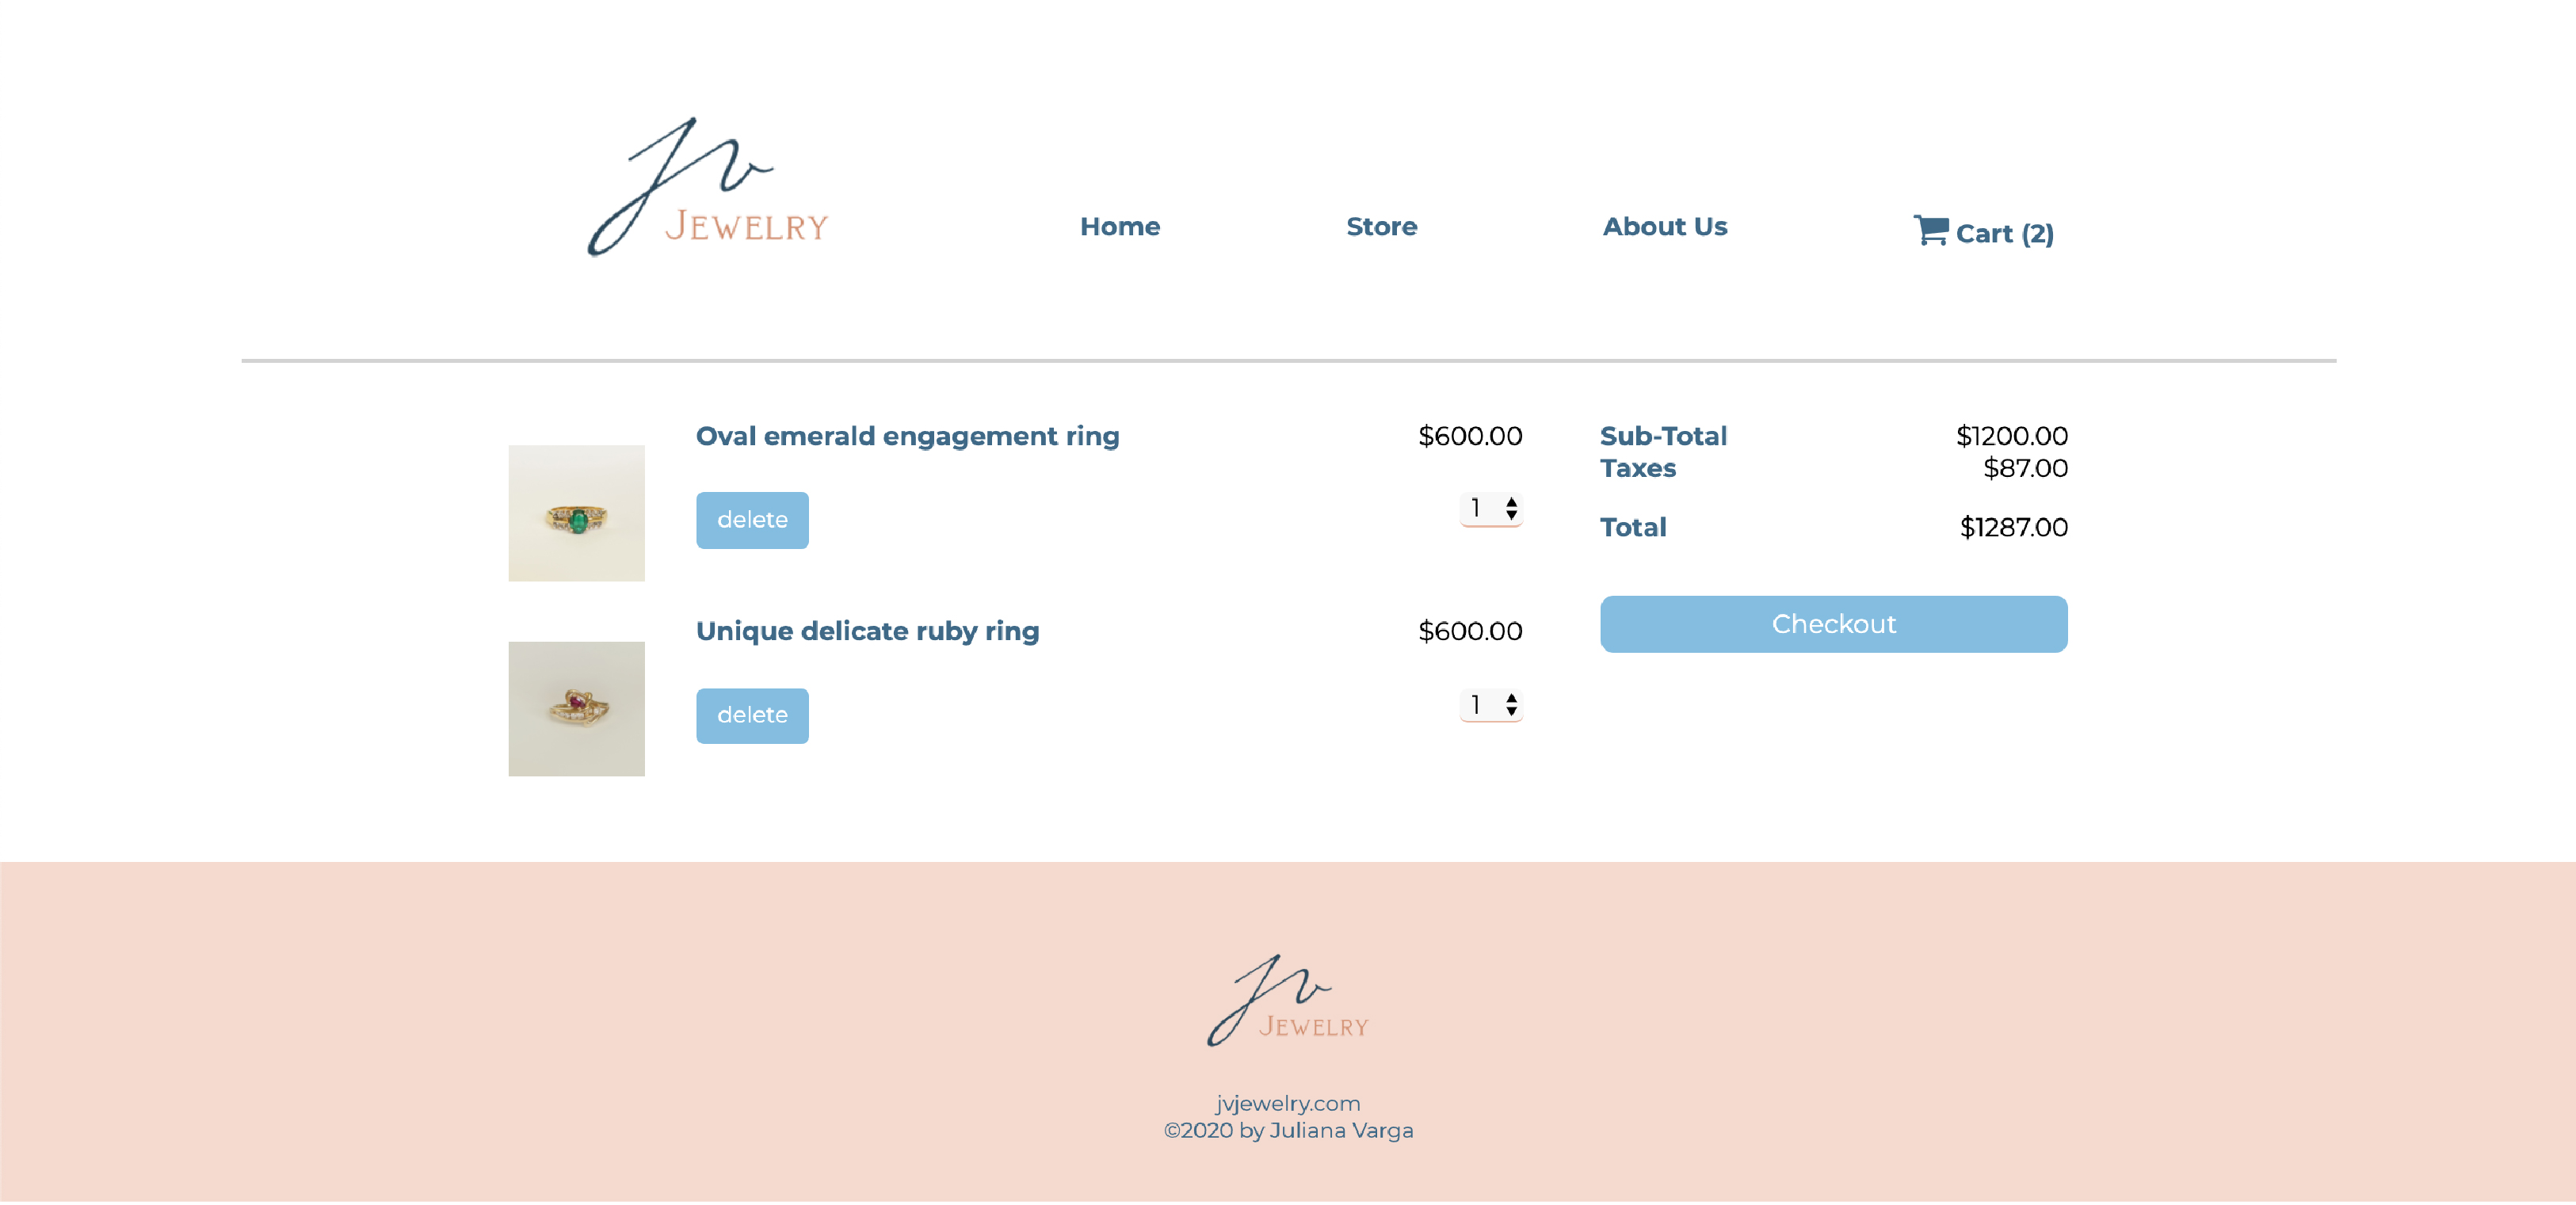 Jv
JEWELRY
Home
Store
About Us
Cart (2)
Oval emerald engagement ring
$600.00
delete
1
Unique delicate ruby ring
$600.00
delete
1
Sub-Total $1200.00
Taxes $87.00
Total $1287.00
Checkout
Jv
JEWELRY
jvjewelry.com
©2020 by Juliana Varga